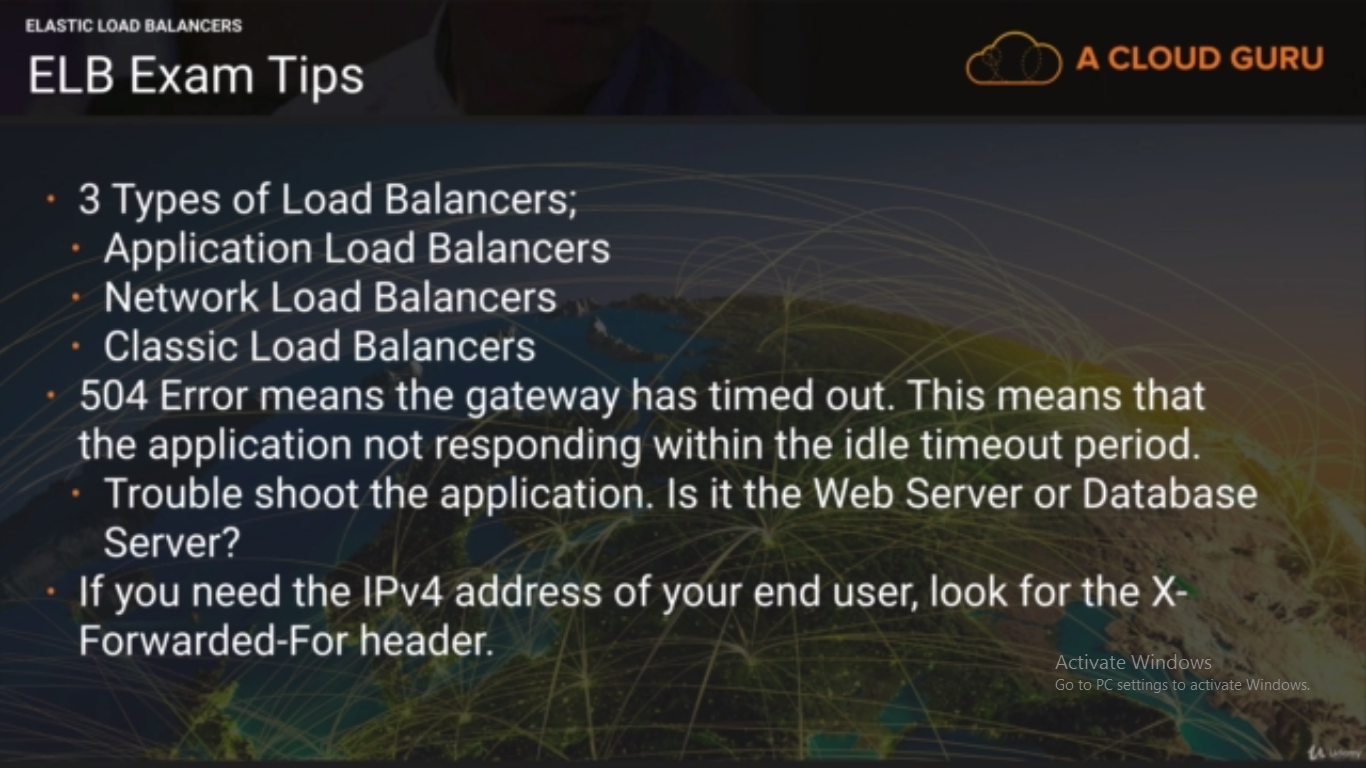 ELASTIC LOAD BALANCERS
ELB Exam Tips
A CLOUD GURU
• 3 Types of Load Balancers;
• Application Load Balancers
• Network Load Balancers
• Classic Load Balancers
• 504 Error means the gateway has timed out. This means that
the application not responding within the idle timeout period.
• Trouble shoot the application. Is it the Web Server or Database
Server?
• If you need the IPv4 address of your end user, look for the X-
Forwarded-For header.
Activate Windows
Go to PC settings to activate Windows.
Udemy